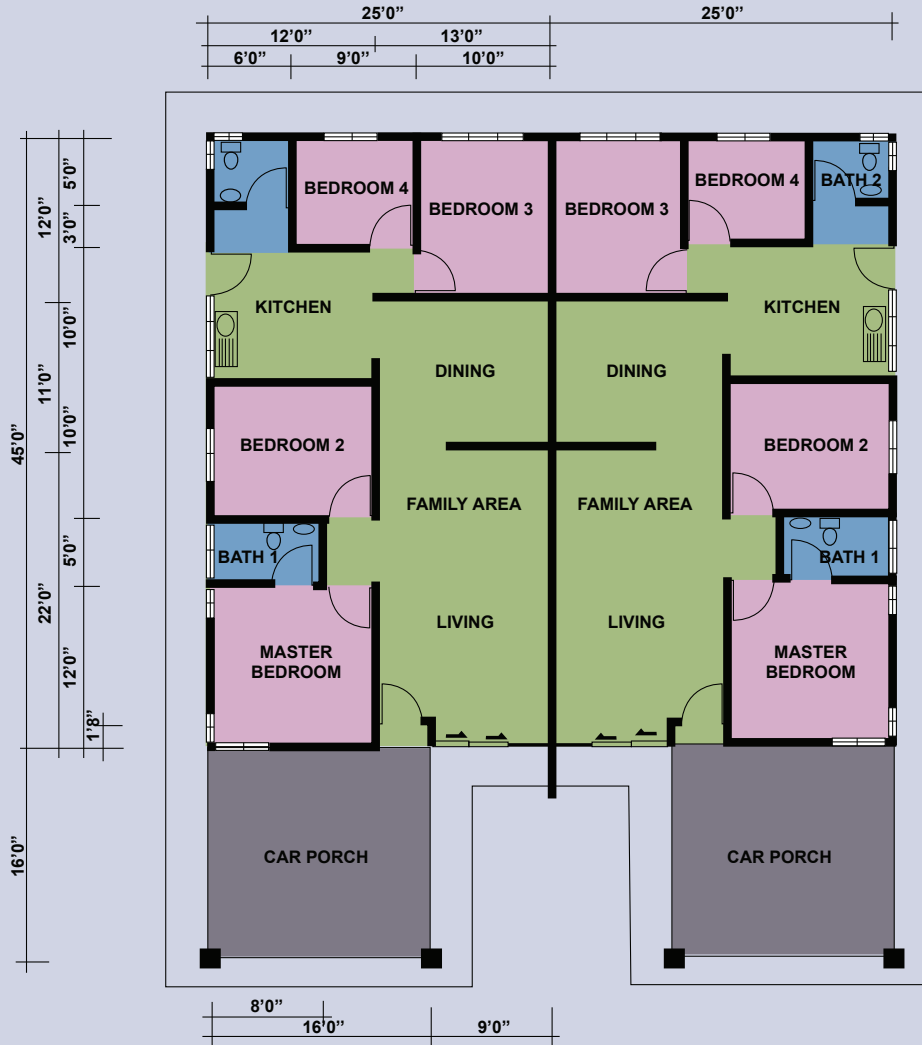 25’0” 25’0”
12’0” 13’0”
6’0” 9’0” 10’0”
45’0”
12’0”
11’0”
22’0”
5’0”
3’0”
10’0”
10’0”
5’0”
12’0”
1’8”
16’0”
BEDROOM 4 BEDROOM 3 BEDROOM 3 BEDROOM 4 BATH 2
KITCHEN KITCHEN
DINING DINING
BEDROOM 2 BEDROOM 2
FAMILY AREA FAMILY AREA
BATH 1 BATH 1
LIVING LIVING
MASTER MASTER
BEDROOM BEDROOM
CAR PORCH CAR PORCH
8’0”
16’0” 9’0”